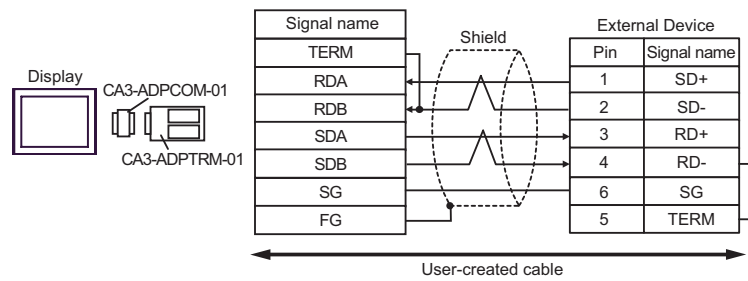 Display
CA3-ADPCOM-01
CA3-ADPTRM-01
Signal name
TERM
RDA
RDB
SDA
SDB
SG
FG
Shield
External Device
Pin Signal name
1 SD+
2 SD-
3 RD+
4 RD-
6 SG
5 TERM
User-created cable